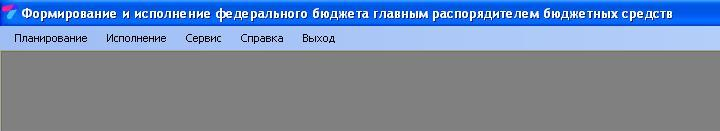 Формирование и исполнение федерального бюджета главным распорядителем бюджетных средств
Планирование Исполнение Сервис Справка Выход